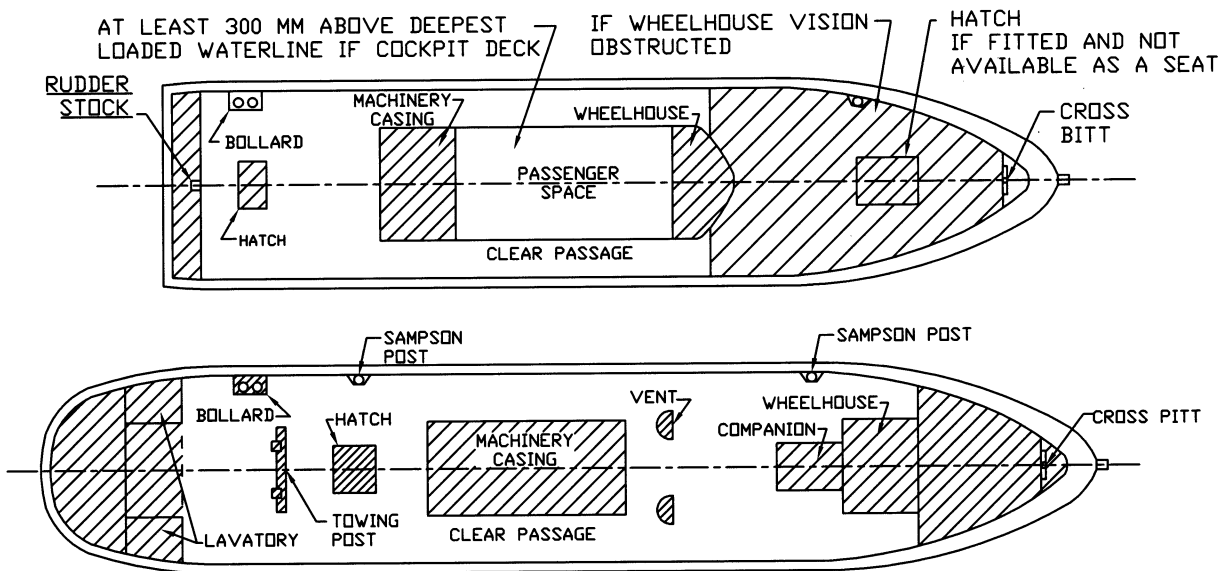 AT LEAST 300 MM ABOVE DEEPEST
LOADED WATERLINE IF COCKPIT DECK
IF WHEELHOUSE VISION
OBSTRUCTED
HATCH
IF FITTED AND NOT
AVAILABLE AS A SEAT
RUDDER
STOCK
BOLLARD
MACHINERY
CASING
WHEELHOUSE
CROSS
BITT
PASSENGER
SPACE
HATCH
CLEAR PASSAGE
SAMPSON
POST
SAMPSON POST
BOLLARD
HATCH
VENT
WHEELHOUSE
COMPANION
CROSS PITT
MACHINERY
CASING
LAVATORY
TOWING
POST
CLEAR PASSAGE